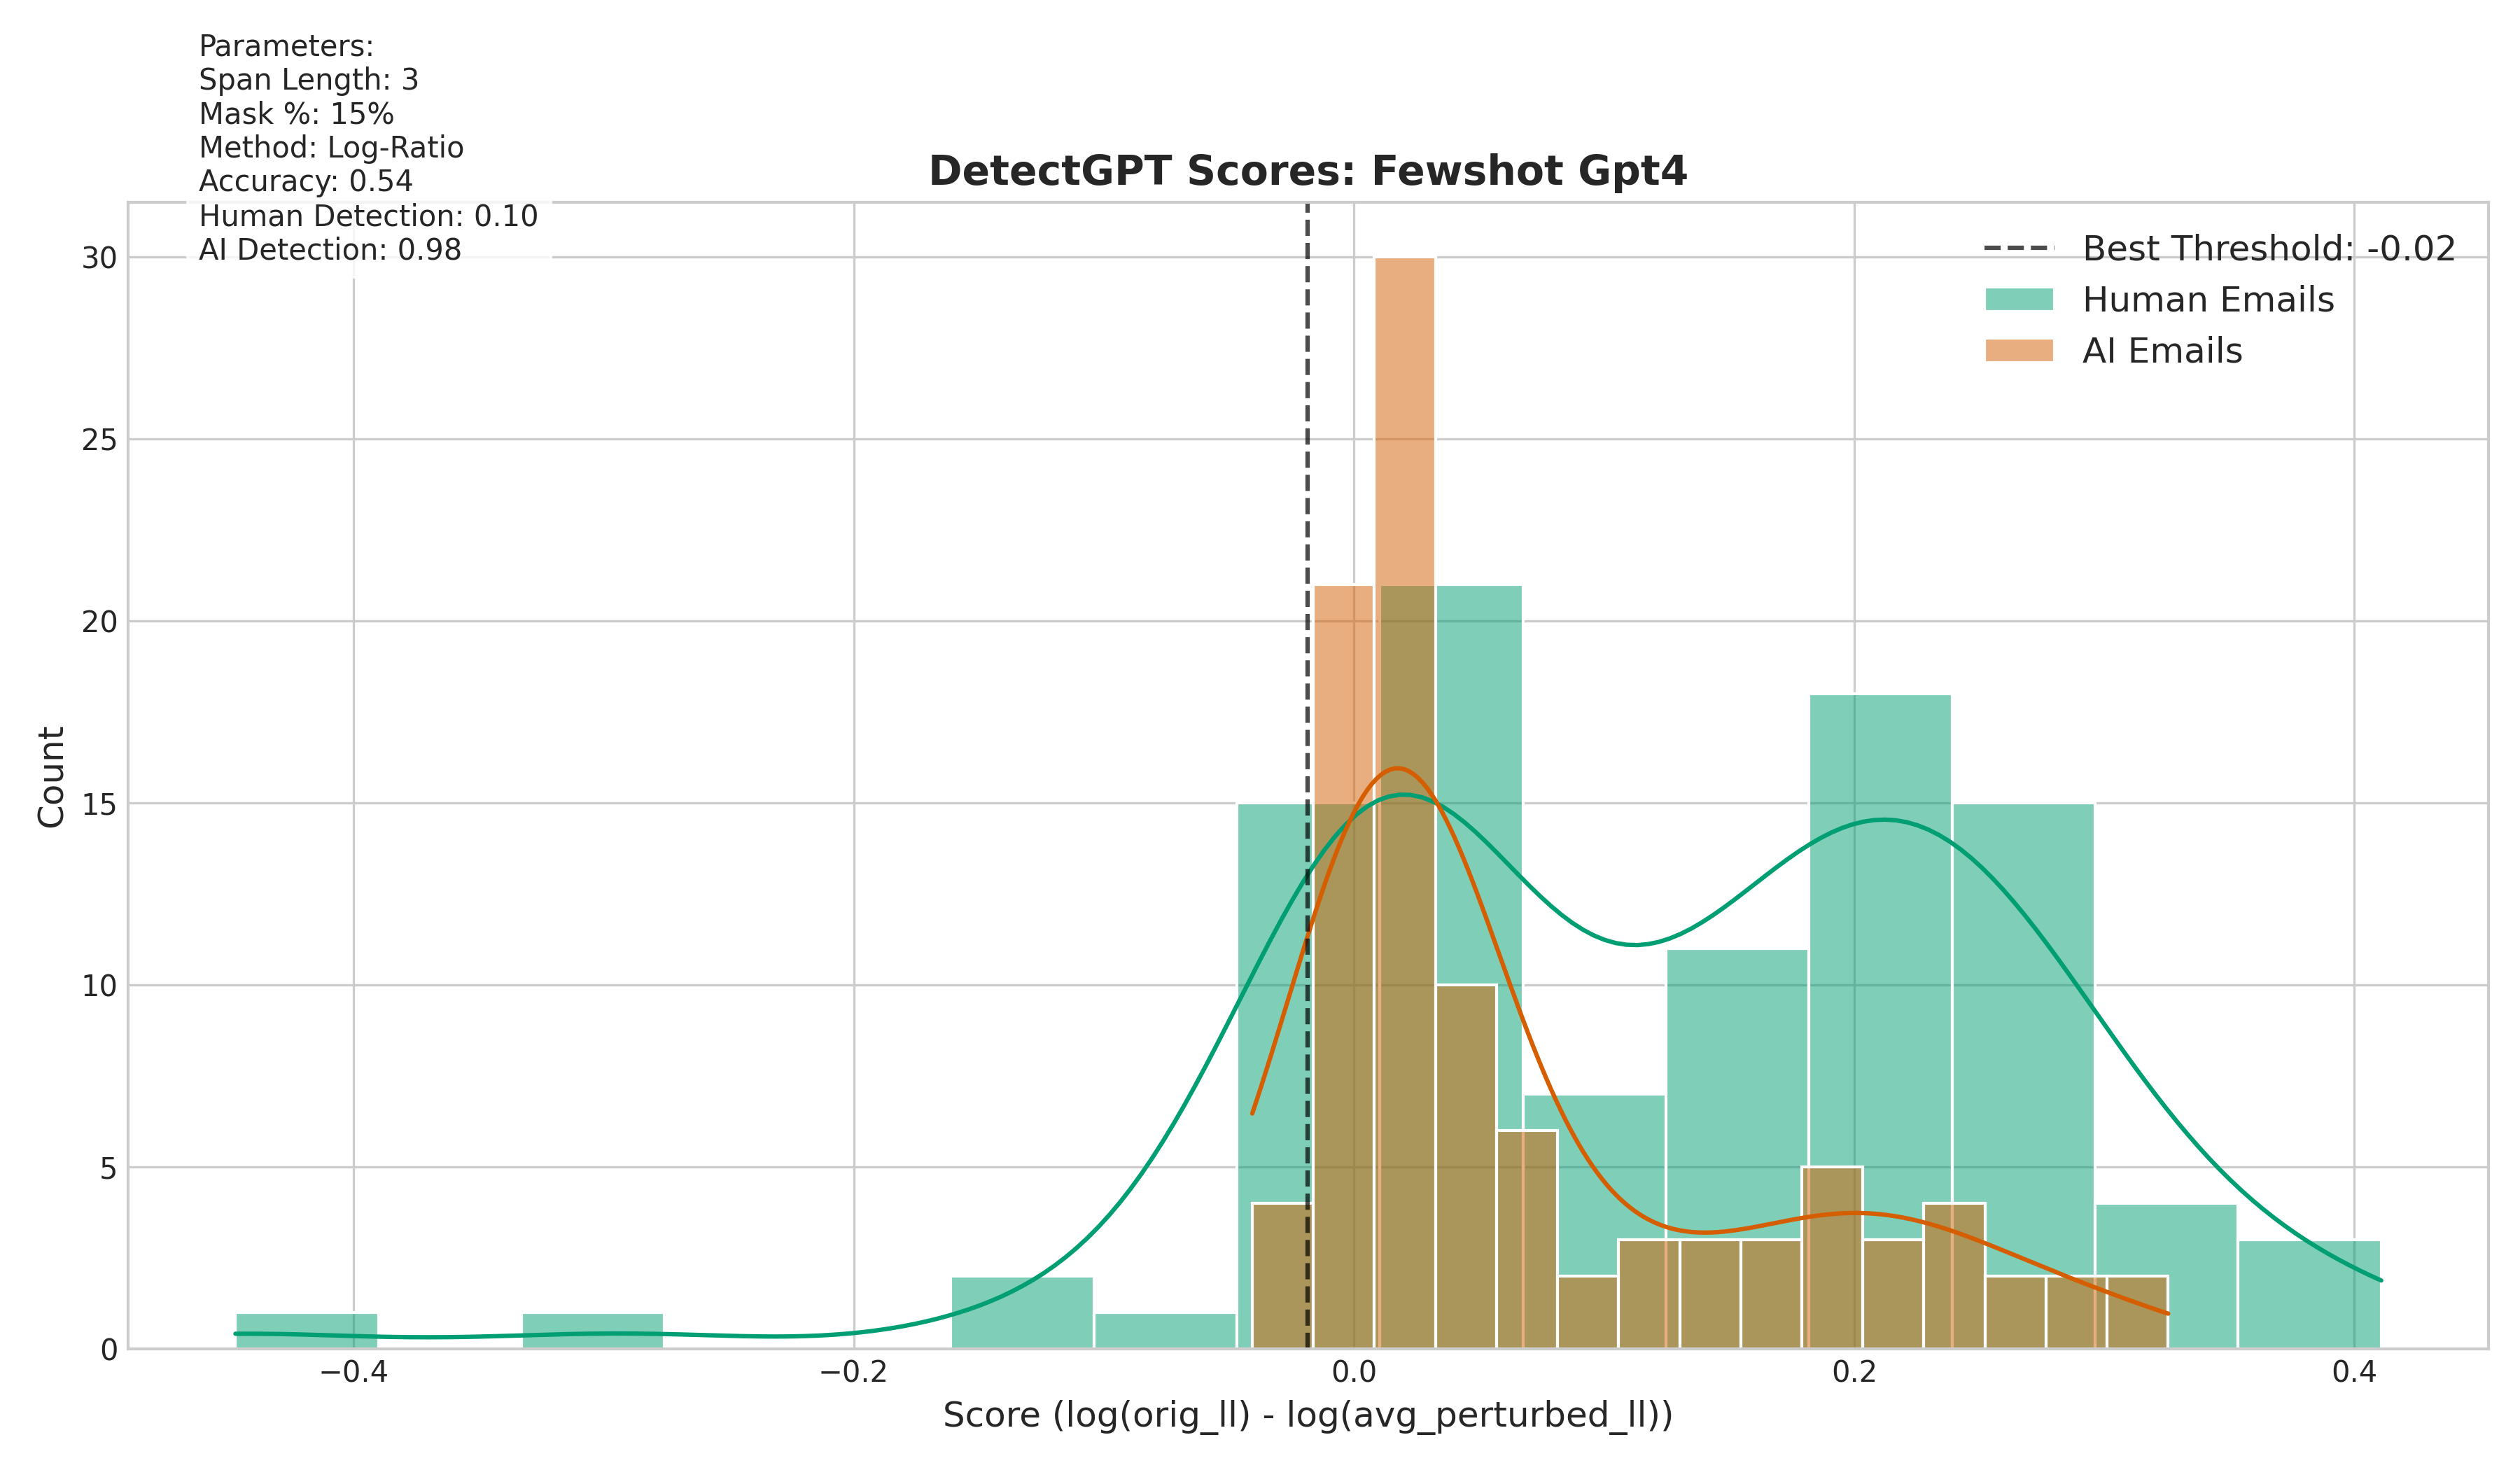 Parameters:
Span Length: 3
Mask %: 15%
Method: Log-Ratio
Accuracy: 0.54
Human Detection: 0.10
AI Detection: 0.98
DetectGPT Scores: Fewshot Gpt4
Best Threshold: -0.02
Human Emails
AI Emails
Count
30
25
20
15
10
5
0
−0.4
−0.2
0.0
0.2
0.4
Score (log(orig_ll) - log(avg_perturbed_ll))